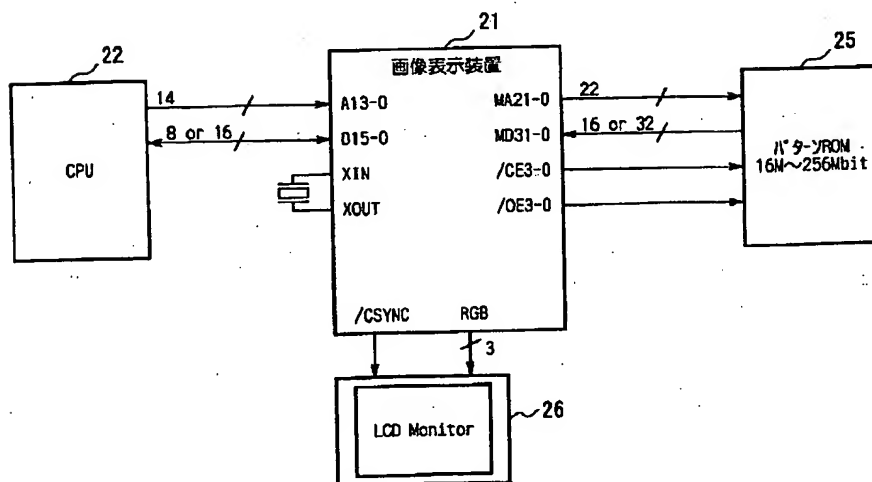 21
22
25
画像表示装置
CPU
14
8 or 16
A13-0
D15-0
XIN
XOUT
MA21-0
MD31-0
/CE3-0
/OE3-0
22
16 or 32
パターンROM
16M〜256Mbit
/CSYNC
RGB
3
LCD Monitor
26